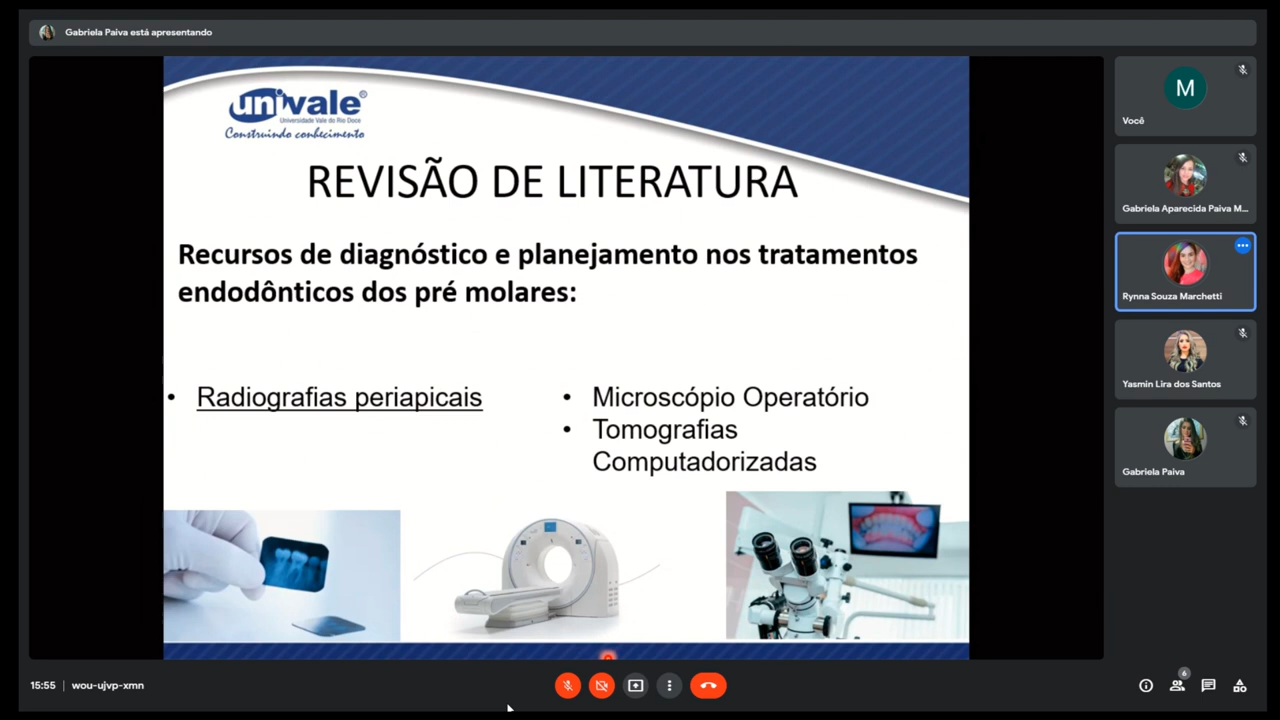 Gabriela Paiva está apresentando
univale®
Universidade Vale do Rio Doce
Construindo conhecimento
REVISÃO DE LITERATURA
Recursos de diagnóstico e planejamento nos tratamentos
endodônticos dos pré molares:
• Radiografias periapicais
• Microscópio Operatório
• Tomografias
Computadorizadas
M
Você
Gabriela Aparecida Paiva M...
Rynna Souza Marchetti
Yasmin Lira dos Santos
Gabriela Paiva
15:55 | wou-ujvp-xmn
6